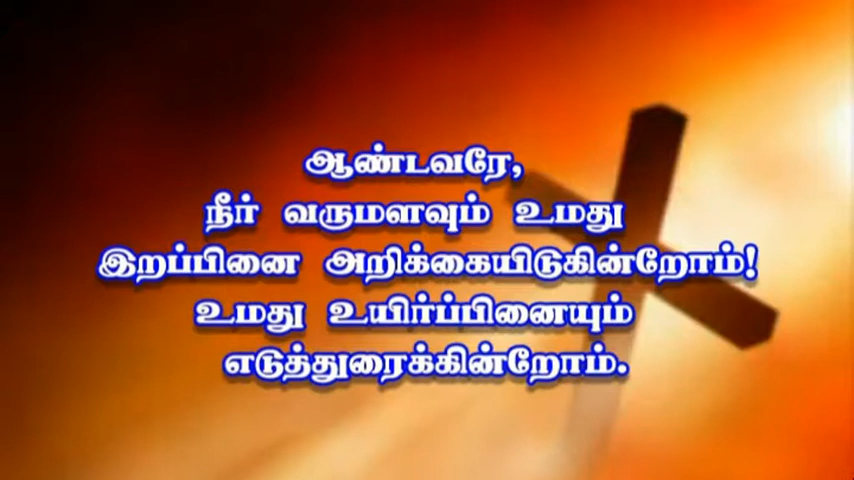 ஆண்டவரே,
நீர் வருமளவும் உமது
இறப்பினை அறிக்கையிடுகின்றோம்!
உமது உயிர்ப்பினையும்
எடுத்துரைக்கின்றோம்.